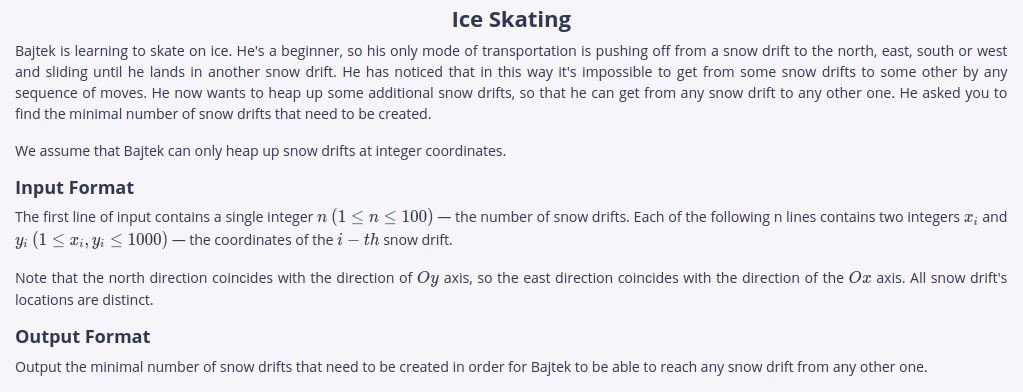 Ice Skating
Bajtek is learning to skate on ice. He's a beginner, so his only mode of transportation is pushing off from a snow drift to the north, east, south or west
and sliding until he lands in another snow drift. He has noticed that in this way it's impossible to get from some snow drifts to some other by any
sequence of moves. He now wants to heap up some additional snow drifts, so that he can get from any snow drift to any other one. He asked you to
find the minimal number of snow drifts that need to be created.
We assume that Bajtek can only heap up snow drifts at integer coordinates.
Input Format
The first line of input contains a single integer n (1 ≤ n ≤ 100) — the number of snow drifts. Each of the following n lines contains two integers xᵢ and
yᵢ (1 ≤ xᵢ, yᵢ ≤ 1000) — the coordinates of the i − th snow drift.
Note that the north direction coincides with the direction of Oy axis, so the east direction coincides with the direction of the Ox axis. All snow drift's
locations are distinct.
Output Format
Output the minimal number of snow drifts that need to be created in order for Bajtek to be able to reach any snow drift from any other one.